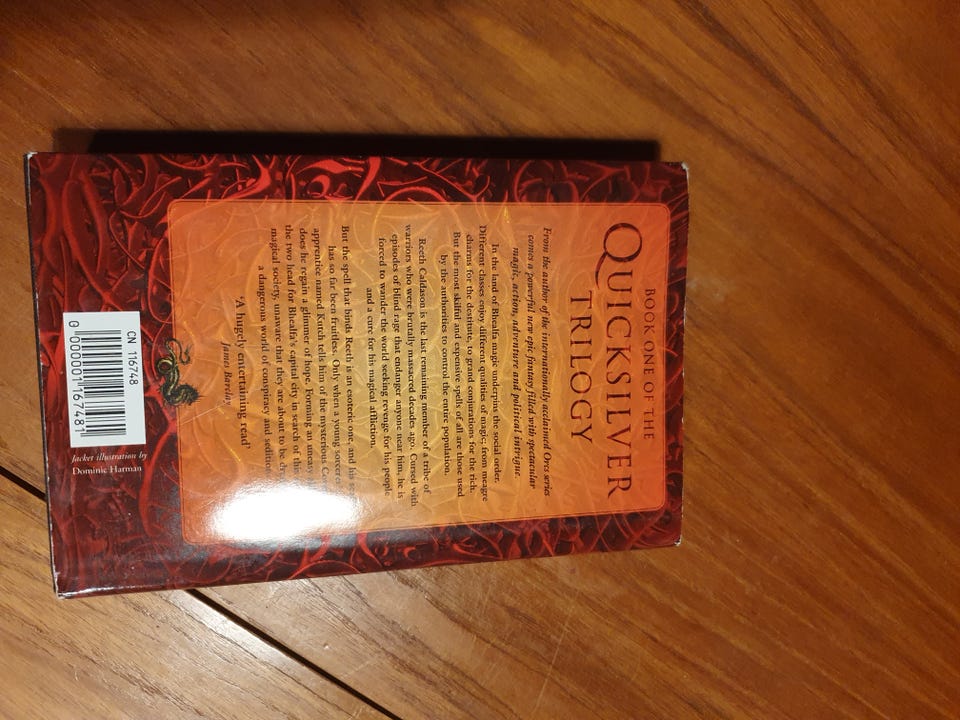 BOOK ONE OF THE
QUICKSILVER
TRILOGY
From the author of the internationally acclaimed Orcs series
comes a powerful new epic fantasy filled with spectacular
magic, action, adventure and political intrigue.
In the land of Bhealfa magic underpins the social order.
Different classes enjoy different qualities of magic; from meagre
charms for the destitute, to grand conjurations for the rich.
But the most skilful and expensive spells of all are those used
by the authorities to control the entire population.
Reeth Caldason is the last remaining member of a tribe of
warriors who were brutally massacred decades ago. Cursed with
episodes of blind rage that endanger anyone near him, he is
forced to wander the world seeking revenge for his people
and a cure for his magical affliction.
But the spell that binds Reeth is an esoteric one, and his
has so far been fruitless. Only when a young
apprentice named Kutch tells him of the mysterious
does he regain a glimmer of hope. Forming an uneasy
the two head for Bhealfa's capital city in search of
magical society, unaware that they are about to be
a dangerous world of conspiracy and
'A hugely entertaining read'
James Barclay
CN 116748
0 000001 167481
Jacket illustration by
Dominic Harman